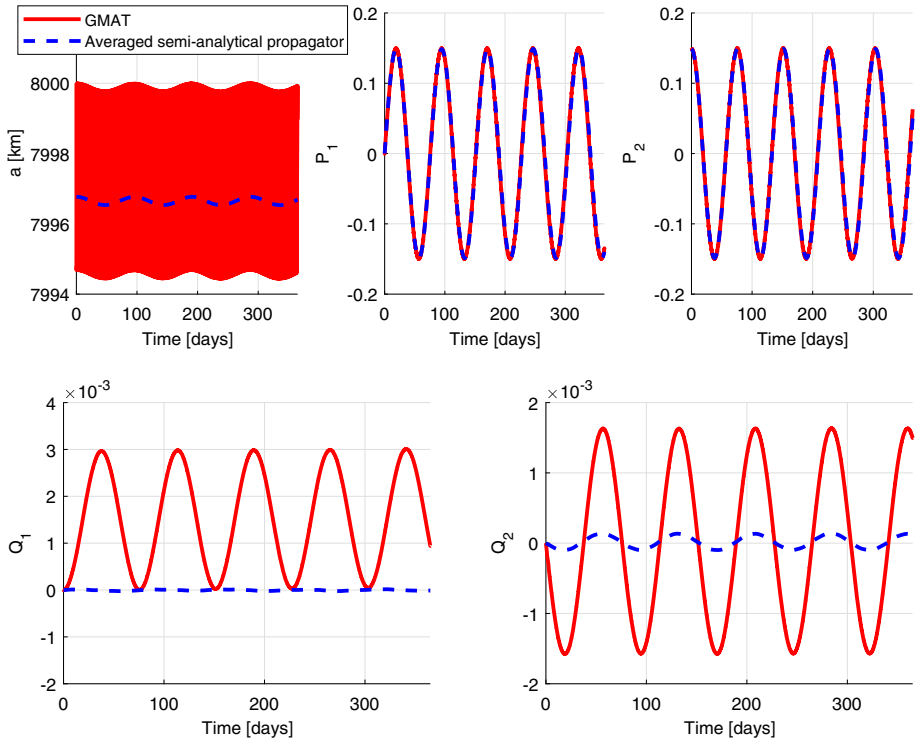 GMAT
Averaged semi-analytical propagator
8000
7998
7996
7994
a [km]
0 100 200 300
Time [days]
0.2
0.1
0
-0.1
-0.2
P1
0 100 200 300
Time [days]
0.2
0.1
0
-0.1
-0.2
P2
0 100 200 300
Time [days]
×10-3
4
3
2
1
0
-1
-2
Q1
0 100 200 300
Time [days]
×10-3
2
1
0
-1
-2
Q2
0 100 200 300
Time [days]